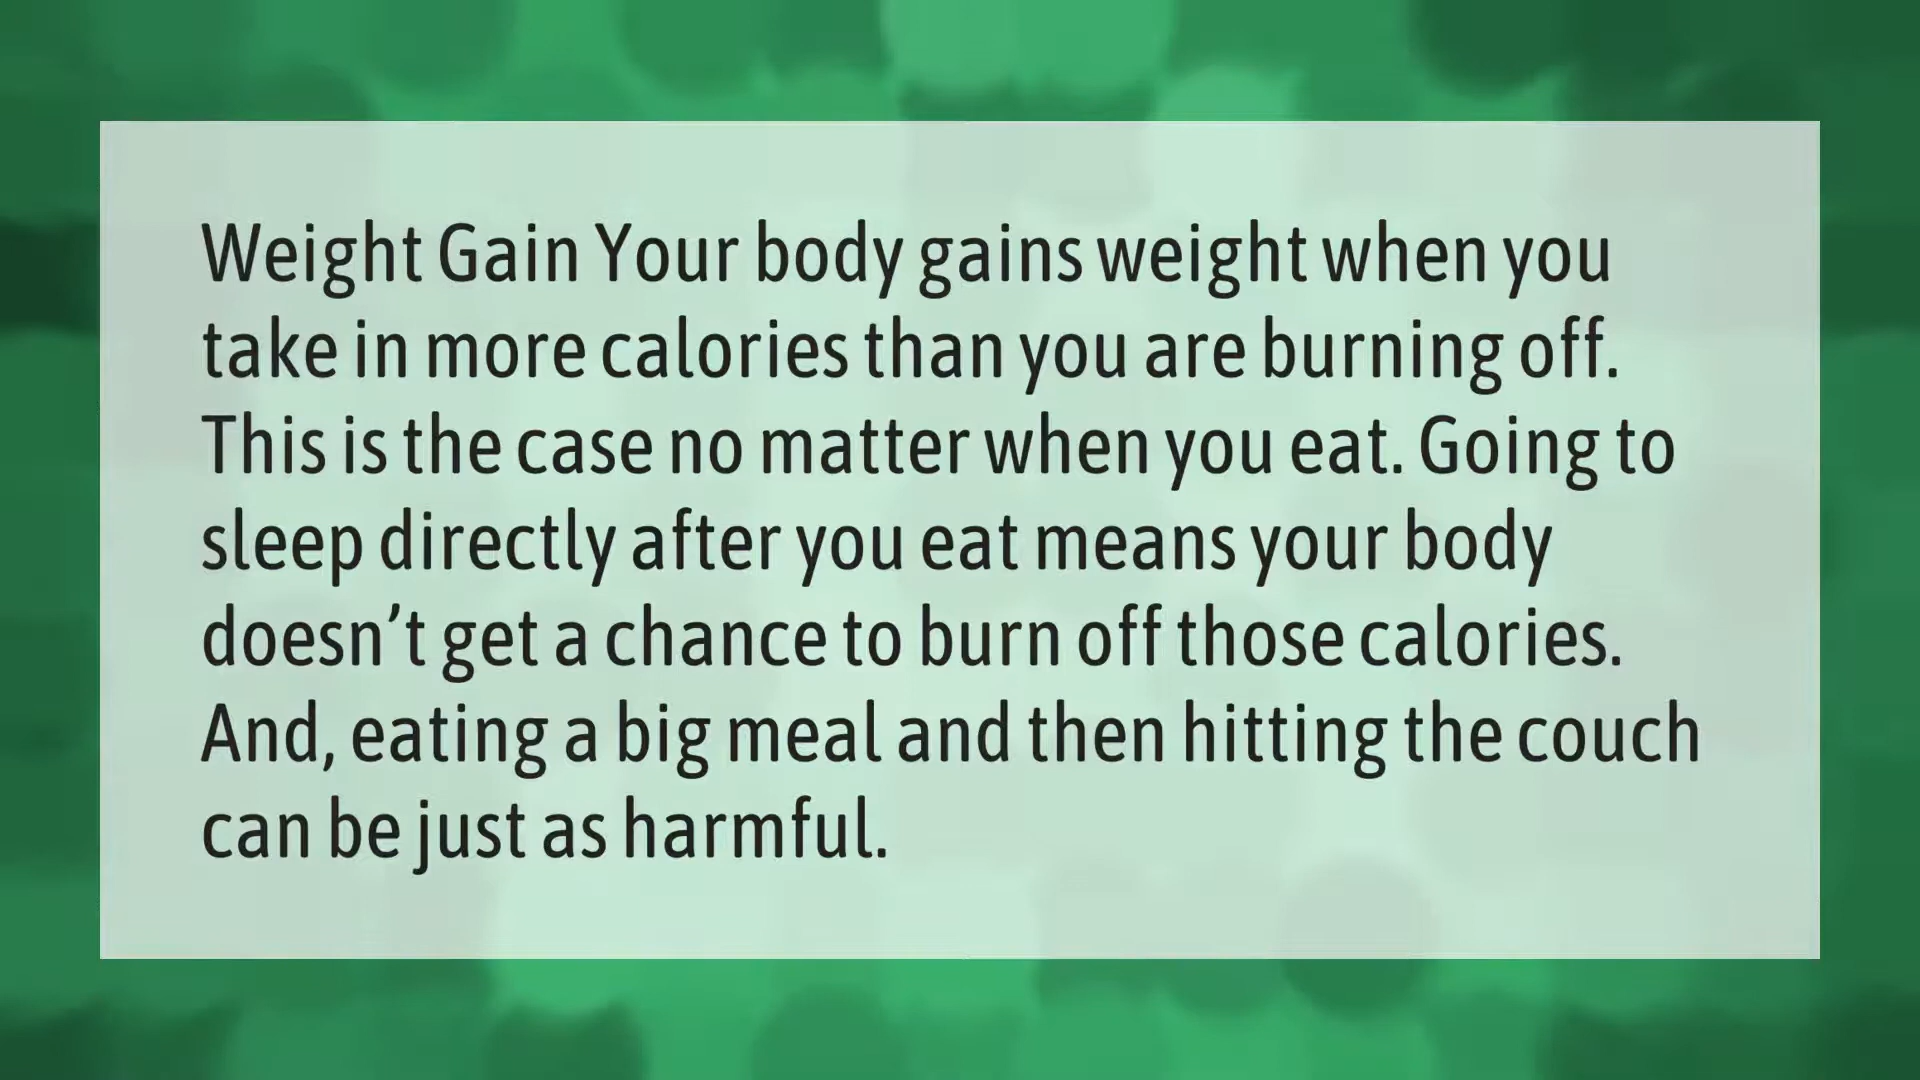 Weight Gain Your body gains weight when you
take in more calories than you are burning off.
This is the case no matter when you eat. Going to
sleep directly after you eat means your body
doesn’t get a chance to burn off those calories.
And, eating a big meal and then hitting the couch
can be just as harmful.